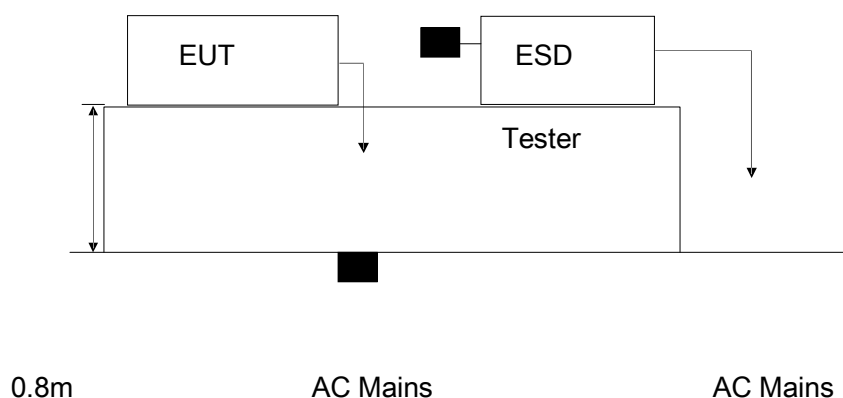 EUT
ESD
Tester
0.8m
AC Mains
AC Mains